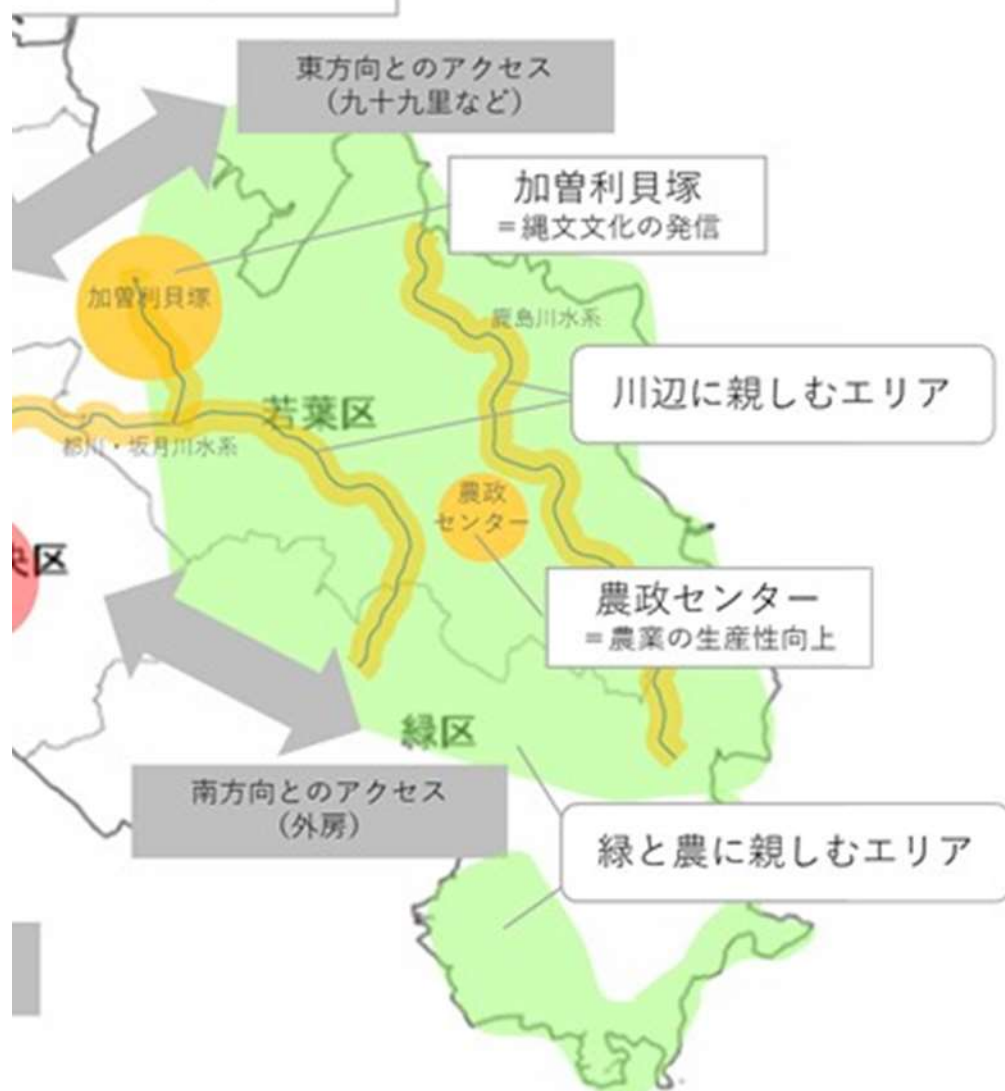 東方向とのアクセス
（九十九里など）
加曽利貝塚
＝縄文文化の発信
加曽利貝塚
鹿島川水系
川辺に親しむエリア
若葉区
都川・坂月川水系
農政
センター
央区
農政センター
＝農業の生産性向上
緑区
南方向とのアクセス
（外房）
緑と農に親しむエリア